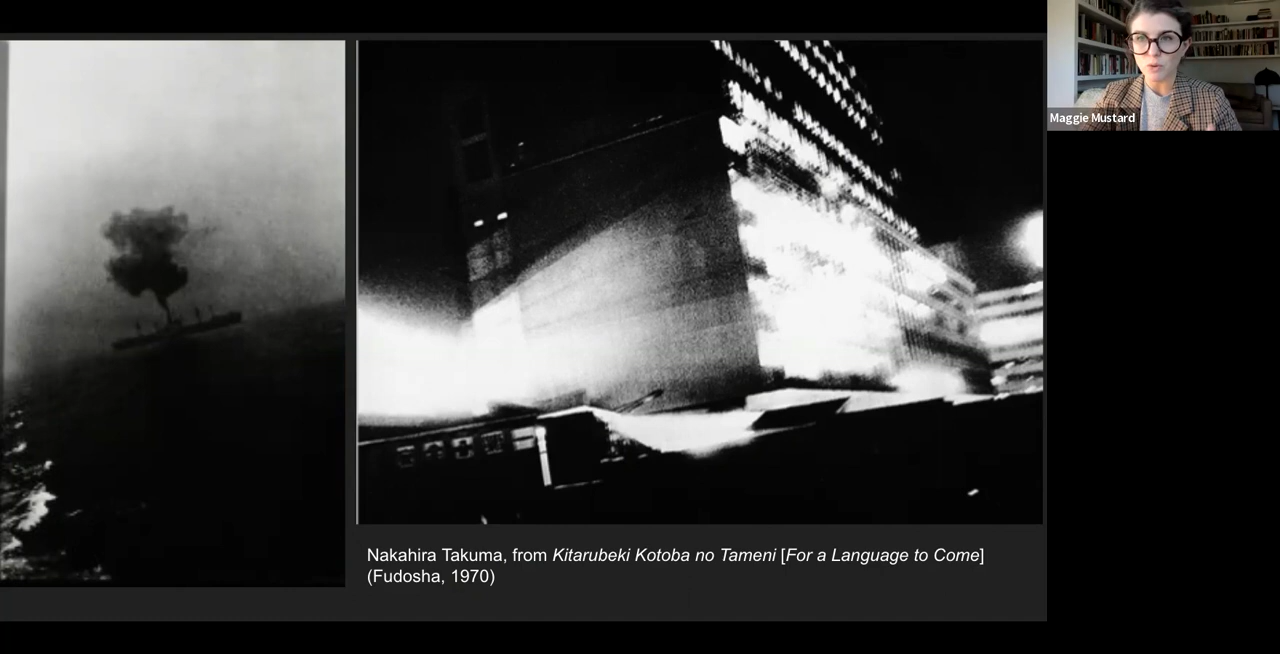 Maggie Mustard
Nakahira Takuma, from Kitarubeki Kotoba no Tameni [For a Language to Come]
(Fudosha, 1970)